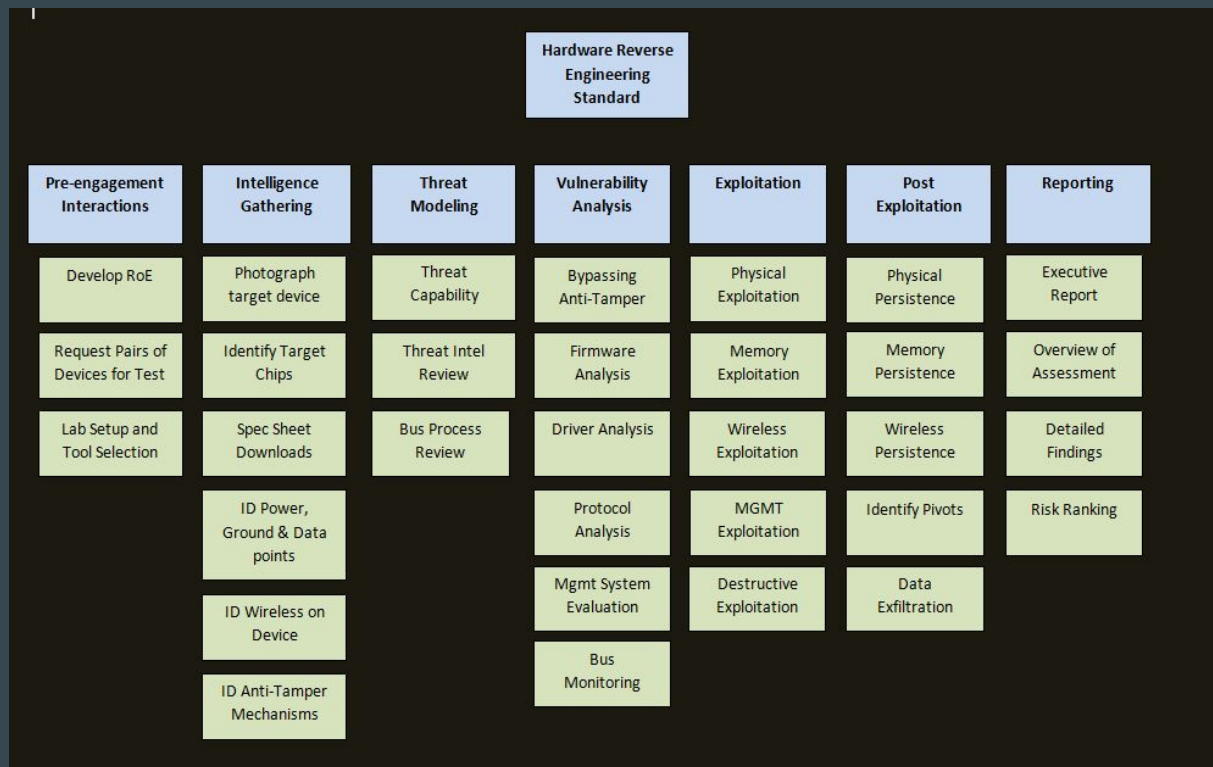 Hardware Reverse
Engineering
Standard
Pre-engagement
Interactions
Develop RoE
Request Pairs of
Devices for Test
Lab Setup and
Tool Selection
Intelligence
Gathering
Photograph
target device
Identify Target
Chips
Spec Sheet
Downloads
ID Power,
Ground & Data
points
ID Wireless on
Device
ID Anti-Tamper
Mechanisms
Threat
Modeling
Threat
Capability
Threat Intel
Review
Bus Process
Review
Vulnerability
Analysis
Bypassing
Anti-Tamper
Firmware
Analysis
Driver Analysis
Protocol
Analysis
Mgmt System
Evaluation
Bus
Monitoring
Exploitation
Physical
Exploitation
Memory
Exploitation
Wireless
Exploitation
MGMT
Exploitation
Destructive
Exploitation
Post
Exploitation
Physical
Persistence
Memory
Persistence
Wireless
Persistence
Identify Pivots
Data
Exfiltration
Reporting
Executive
Report
Overview of
Assessment
Detailed
Findings
Risk Ranking